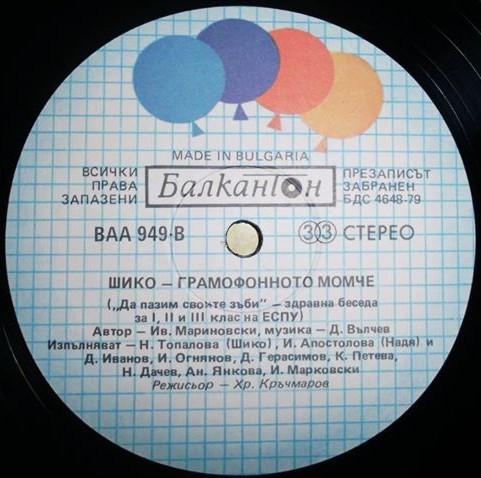 MADE IN BULGARIA
ВСИЧКИ ПРАВА ЗАПАЗЕНИ
Балкантон
ПРЕЗАПИСЪТ ЗАБРАНЕН БДС 4648-79
ВАА 949-В
33 СТЕРЕО
ШИКО – ГРАМОФОННОТО МОМЧЕ
(„Да пазим своите зъби" – здравна беседа
за I, II и III клас на ЕСПУ)
Автор – Ив. Мариновски, музика – Д. Вълчев
Изпълняват – Н. Топалова (Шико), И. Апостолова (Надя) и
Д. Иванов, И. Огнянов, Д. Герасимов, К. Петева,
Н. Дачев, Ан. Янкова, И. Марковски
Режисьор – Хр. Кръчмаров